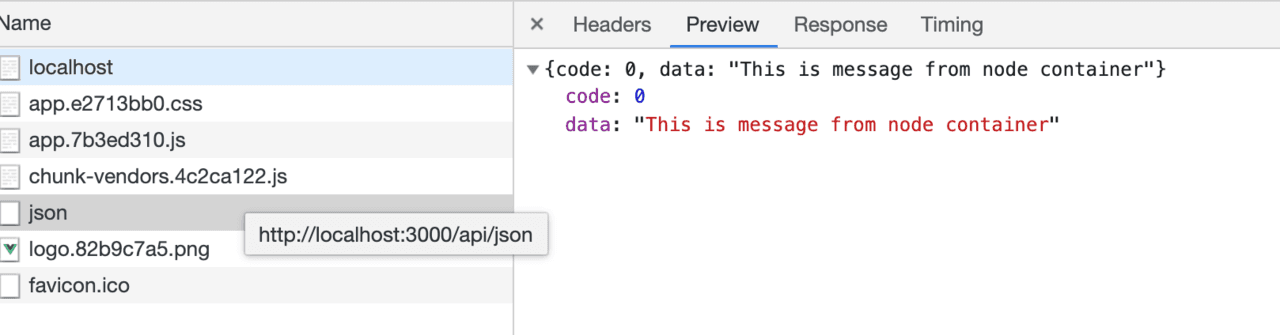 Name
localhost
app.e2713bb0.css
app.7b3ed310.js
chunk-vendors.4c2ca122.js
json
http://localhost:3000/api/json
logo.82b9c7a5.png
favicon.ico
× Headers Preview Response Timing
▼{code: 0, data: "This is message from node container"}
code: 0
data: "This is message from node container"